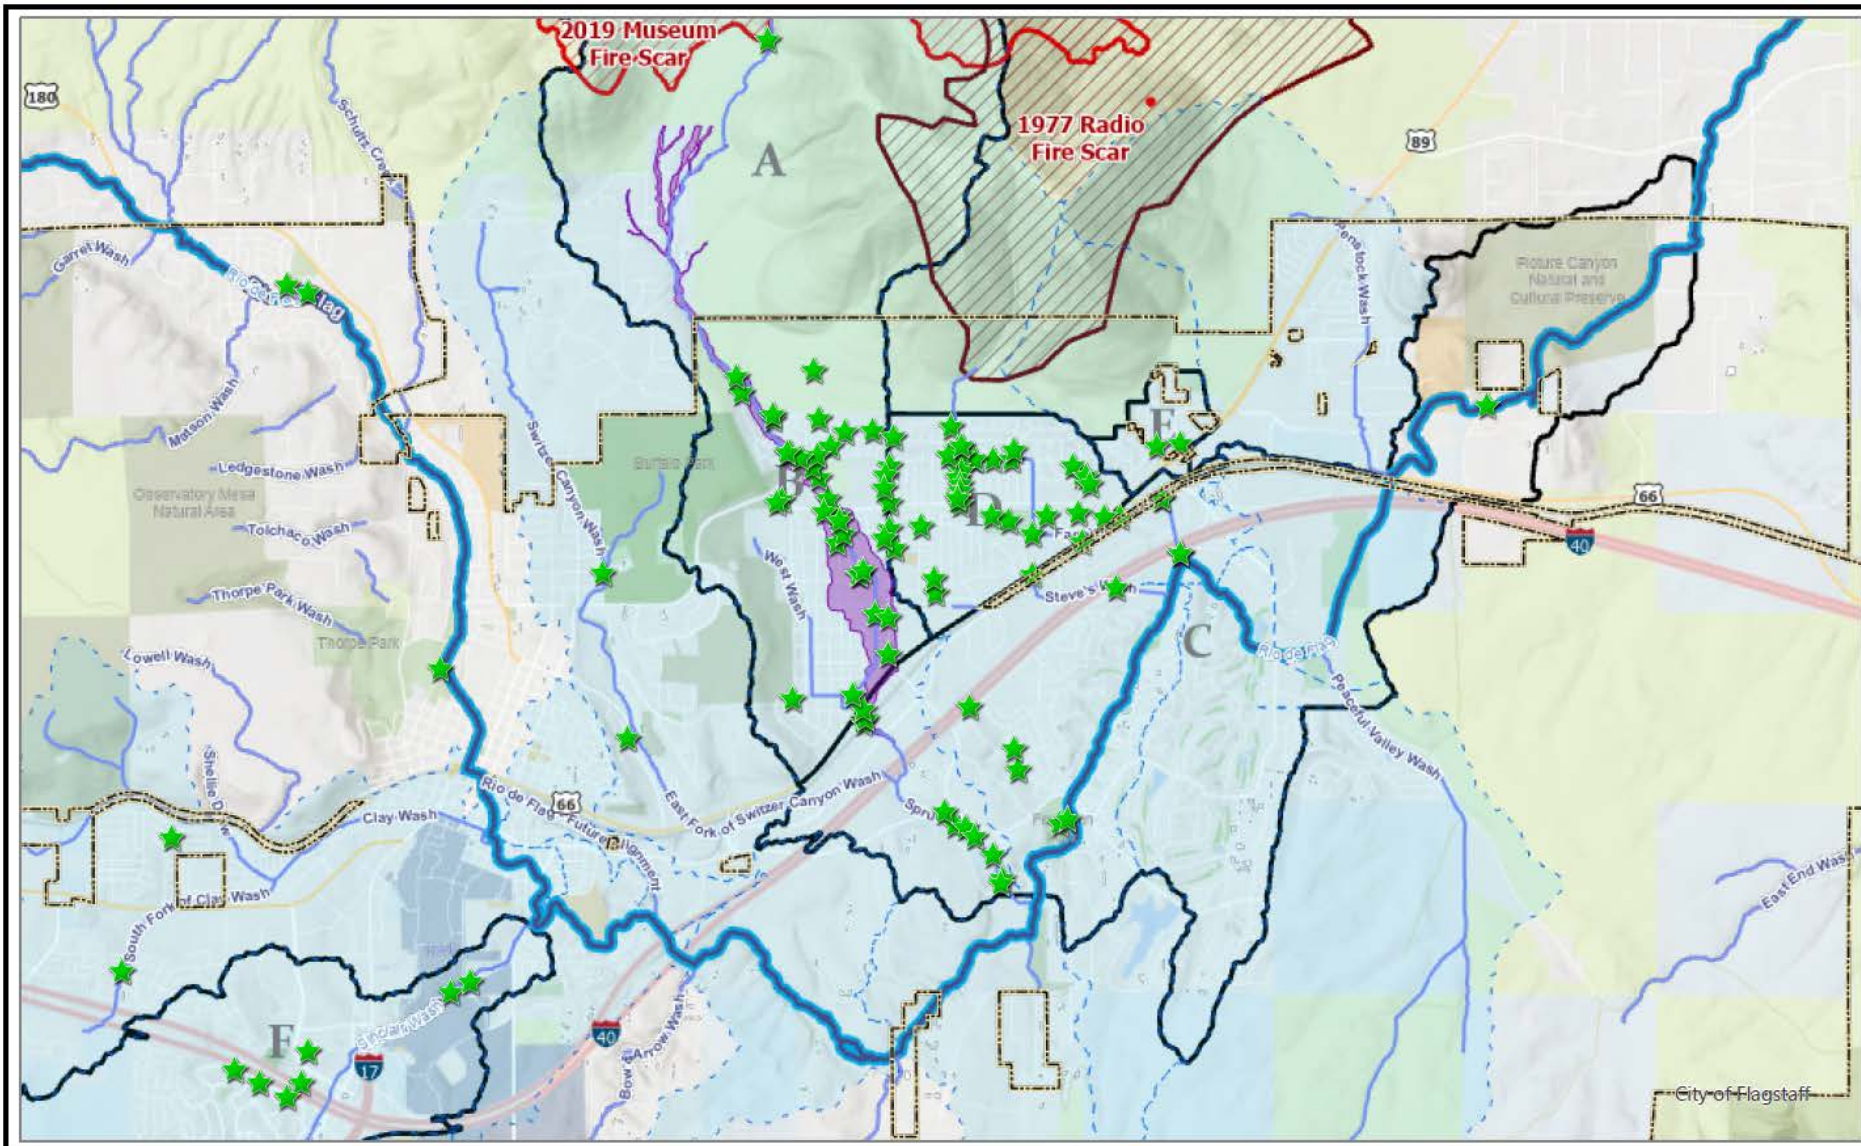 2019 Museum
Fire Scar
180
Schultz Creek
A
1977 Radio
Fire Scar
89
Garrel Wash
Penstock Wash
Picture Canyon
Natural and
Cultural Preserve
Matson Wash
Switzer Canyon Wash
Buffalo Park
E
Ledgestone Wash
B
Observatory Mesa
Natural Area
D
66
Tolchaco Wash
40
West Wash
Thorpe Park Wash
Steve's
Thorpe Park
C
Rio de Flag
Lowell Wash
Peaceful Valley Wash
Rio de Flag Future Alignment
66
East Fork of Switzer Canyon Wash
Clay Wash
South Fork of Clay Wash
East End Wash
Sinclair Wash
F
40
17
Bow & Arrow Wash
City of Flagstaff